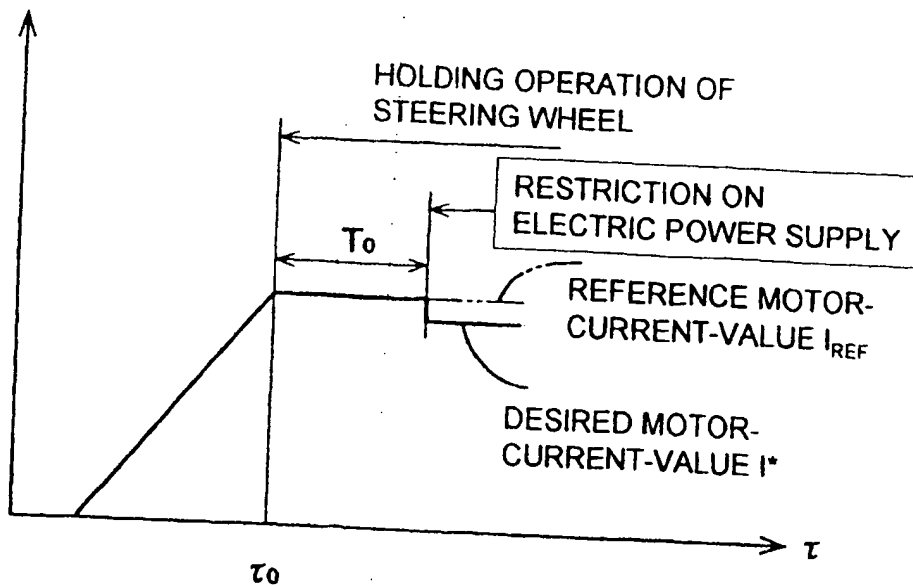 HOLDING OPERATION OF
STEERING WHEEL
RESTRICTION ON
ELECTRIC POWER SUPPLY
T₀
REFERENCE MOTOR-
CURRENT-VALUE I_REF
DESIRED MOTOR-
CURRENT-VALUE I*
τ
τ₀